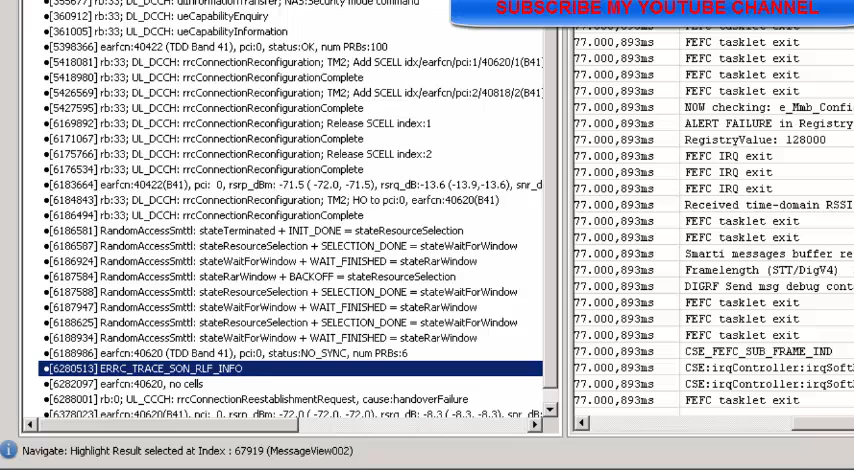 SUBSCRIBE MY YOUTUBE CHANNEL
●[360912] rb:33; DL_DCCH: ueCapabilityEnquiry
●[361005] rb:33; UL_DCCH: ueCapabilityInformation
●[5398366] earfcn:40422 (TDD Band 41), pci:0, status:OK, num PRBS:100
●[5418081] rb:33; DL_DCCH: rrcConnectionReconfiguration; TM2; Add SCELL idx/earfcn/pci:1/40620/1(B41)
●[5418980] rb:33; UL_DCCH: rrcConnectionReconfigurationComplete
●[5426569] rb:33; DL_DCCH: rrcConnectionReconfiguration; TM2; Add SCELL idx/earfcn/pci:2/40818/2(B41)
●[5427595] rb:33; UL_DCCH: rrcConnectionReconfigurationComplete
●[6169892] rb:33; DL_DCCH: rrcConnectionReconfiguration; Release SCELL index:1
●[6171067] rb:33; UL_DCCH: rrcConnectionReconfigurationComplete
●[6175766] rb:33; DL_DCCH: rrcConnectionReconfiguration; Release SCELL index:2
●[6176534] rb:33; UL_DCCH: rrcConnectionReconfigurationComplete
●[6183664] earfcn:40422(B41), pci: 0, rsrp_dBm: -71.5 ( -72.0, -71.5), rsrq_dB:-13.6 (-13.9,-13.6), snr_d
●[6184843] rb:33; DL_DCCH: rrcConnectionReconfiguration; TM2; HO to pci:0, earfcn:40620(B41)
●[6186494] rb:33; UL_DCCH: rrcConnectionReconfigurationComplete
●[6186581] RandomAccessSmttl: stateTerminated + INIT_DONE = stateResourceSelection
●[6186587] RandomAccessSmttl: stateResourceSelection + SELECTION_DONE = stateWaitForWindow
●[6186924] RandomAccessSmttl: stateWaitForWindow + WAIT_FINISHED = stateRarWindow
●[6187584] RandomAccessSmttl: stateRarWindow + BACKOFF = stateResourceSelection
●[6187588] RandomAccessSmttl: stateResourceSelection + SELECTION_DONE = stateWaitForWindow
●[6187947] RandomAccessSmttl: stateWaitForWindow + WAIT_FINISHED = stateRarWindow
●[6188625] RandomAccessSmttl: stateResourceSelection + SELECTION_DONE = stateWaitForWindow
●[6188934] RandomAccessSmttl: stateWaitForWindow + WAIT_FINISHED = stateRarWindow
●[6188986] earfcn:40620 (TDD Band 41), pci:0, status:NO_SYNC, num PRBS:6
●[6280513] ERRC_TRACE_SON_RLF_INFO
●[6282097] earfcn:40620, no cells
●[6288001] rb:0; UL_CCCH: rrcConnectionReestablishmentRequest, cause:handoverFailure
●[6378023] earfcn:40620(B41), pci: 0, rsrp_dBm: -72.0 ( -72.0, -72.0), rsrq_dB: -8.3 ( -8.3, -8.3), snr_dB
77.000,893ms FEFC tasklet exit
77.000,893ms FEFC tasklet exit
77.000,893ms FEFC tasklet exit
77.000,893ms FEFC tasklet exit
77.000,893ms NOW checking: e_Mmb_Confi
77.000,893ms ALERT FAILURE in Registry
77.000,893ms RegistryValue: 128000
77.000,893ms FEFC IRQ exit
77.000,893ms FEFC IRQ exit
77.000,893ms FEFC IRQ exit
77.000,893ms Received time-domain RSSI
77.000,893ms FEFC tasklet exit
77.000,893ms FEFC tasklet exit
77.000,893ms Smarti messages buffer re
77.000,893ms Framelength (STT/DigV4)
77.000,893ms DIGRF Send msg debug cont
77.000,893ms FEFC tasklet exit
77.000,893ms FEFC tasklet exit
77.000,893ms FEFC tasklet exit
77.000,893ms CSE_FEFC_SUB_FRAME_IND
77.000,893ms CSE:irqController:irqSoft
77.000,893ms CSE:irqController:irqSoft
77.000,893ms FEFC tasklet exit
Navigate: Highlight Result selected at Index : 67919 (MessageView002)